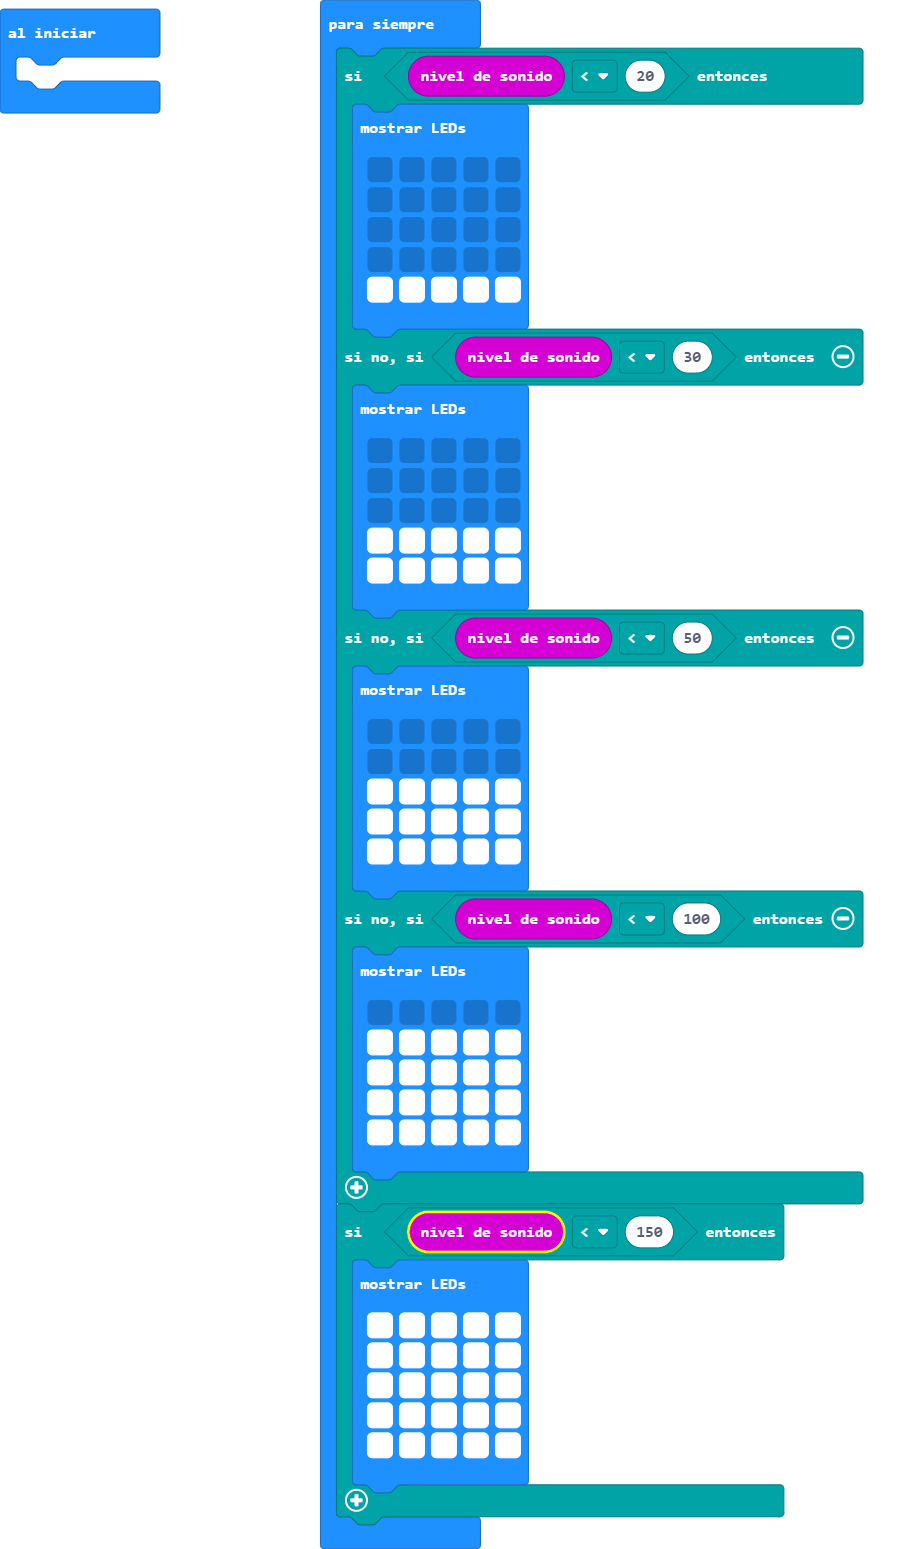 al iniciar
para siempre
si nivel de sonido < 20 entonces
mostrar LEDs
si no, si nivel de sonido < 30 entonces
mostrar LEDs
si no, si nivel de sonido < 50 entonces
mostrar LEDs
si no, si nivel de sonido < 100 entonces
mostrar LEDs
si nivel de sonido < 150 entonces
mostrar LEDs